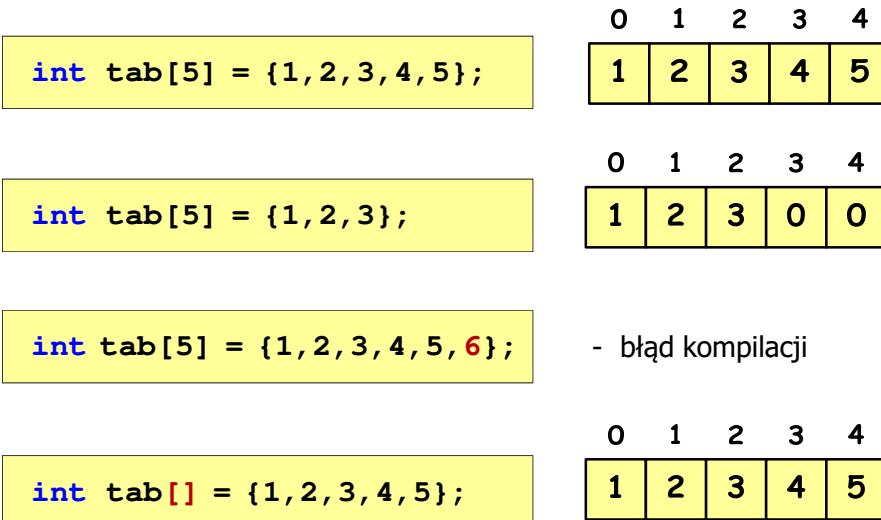 0 1 2 3 4
int tab[5] = {1,2,3,4,5};
1 2 3 4 5
0 1 2 3 4
int tab[5] = {1,2,3};
1 2 3 0 0
int tab[5] = {1,2,3,4,5,6};
- błąd kompilacji
0 1 2 3 4
int tab[] = {1,2,3,4,5};
1 2 3 4 5